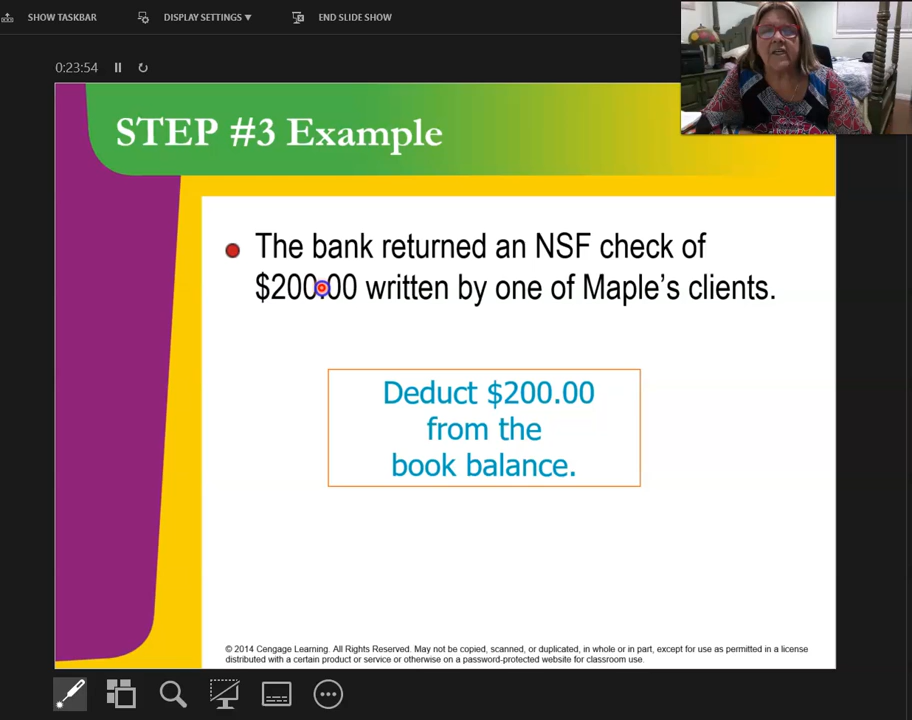 SHOW TASKBAR DISPLAY SETTINGS ▼ END SLIDE SHOW
0:23:54
STEP #3 Example
The bank returned an NSF check of
$200.00 written by one of Maple's clients.
Deduct $200.00
from the
book balance.
© 2014 Cengage Learning. All Rights Reserved. May not be copied, scanned, or duplicated, in whole or in part, except for use as permitted in a license
distributed with a certain product or service or otherwise on a password-protected website for classroom use.